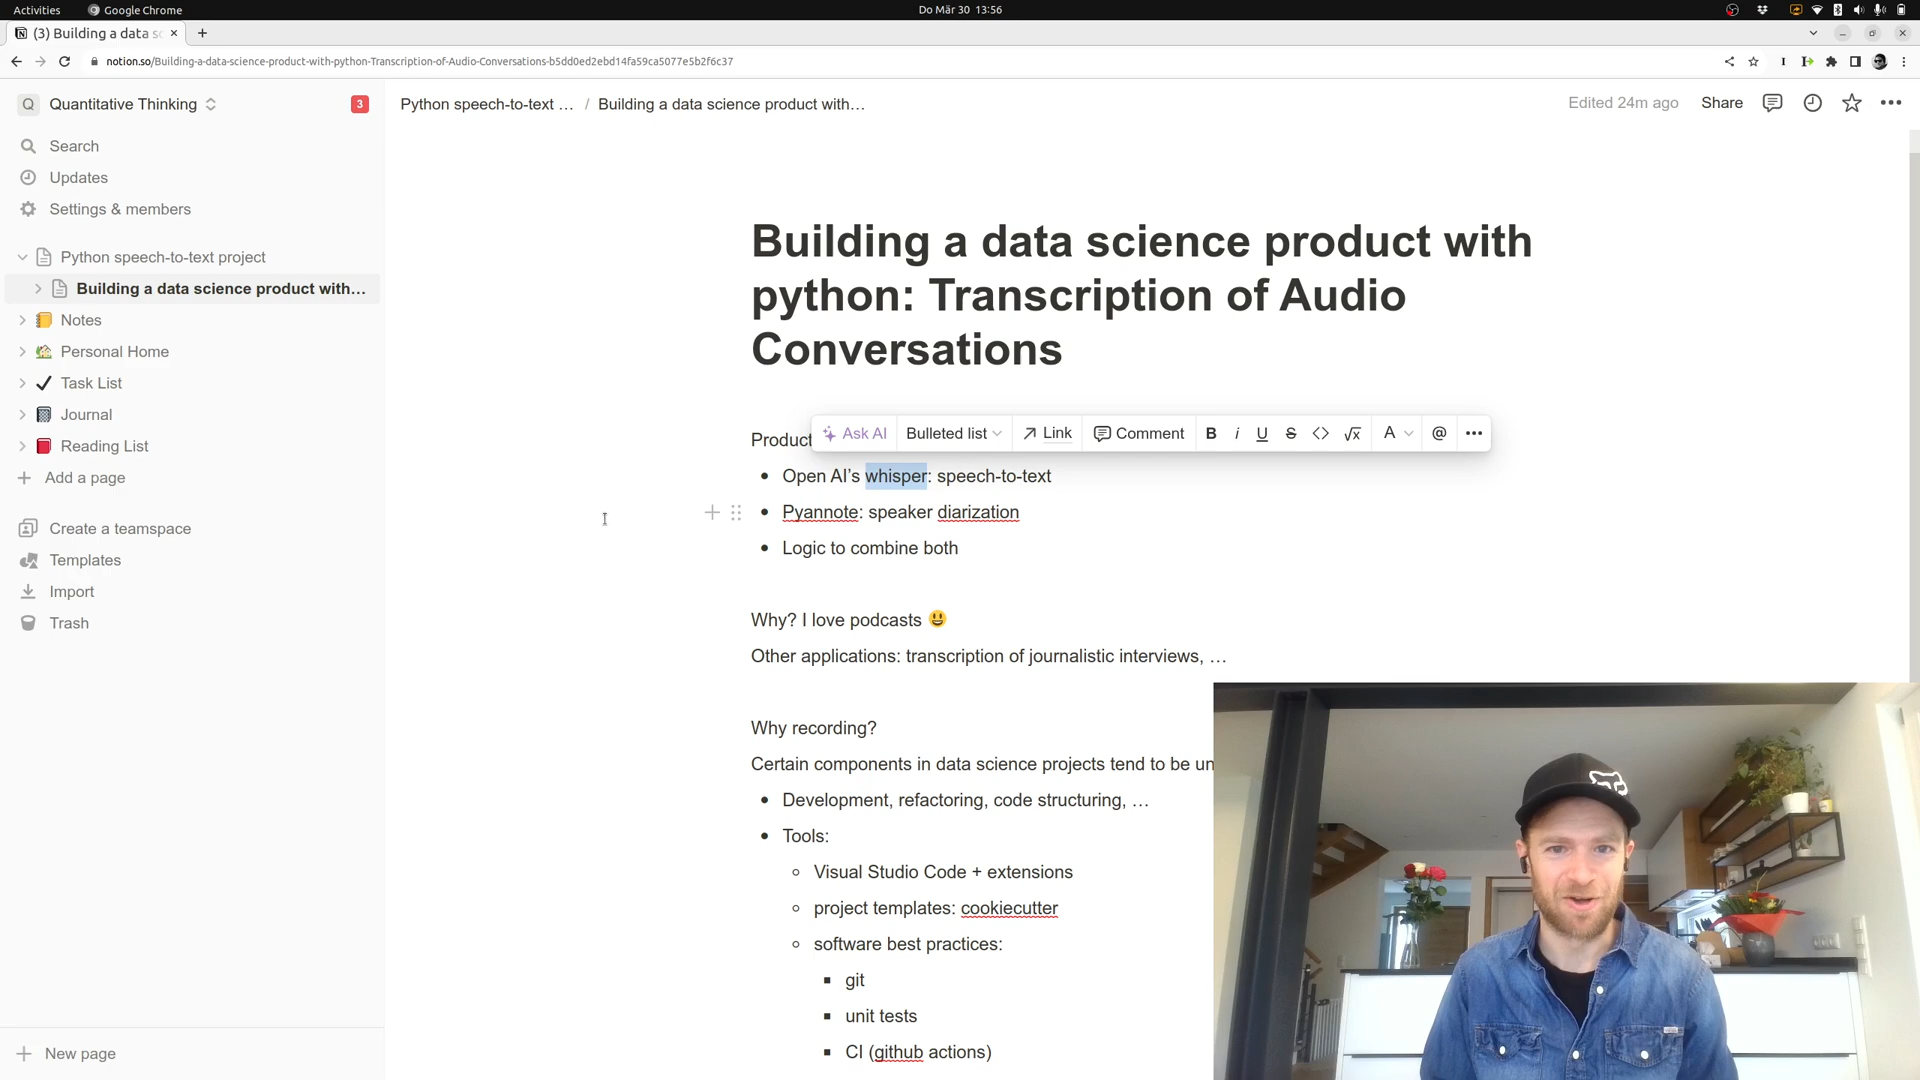 Activities
Google Chrome
Do Mär 30 13:56
(3) Building a data sc
notion.so/Building-a-data-science-product-with-python-Transcription-of-Audio-Conversations-b5dd0ed2ebd14fa59ca5077e5b2f6c37
Q Quantitative Thinking
3
Python speech-to-text … / Building a data science product with…
Edited 24m ago
Share
Search
Updates
Settings & members
Python speech-to-text project
Building a data science product with…
Notes
Personal Home
Task List
Journal
Reading List
Add a page
Create a teamspace
Templates
Import
Trash
New page
Building a data science product with
python: Transcription of Audio
Conversations
Product
Ask AI Bulleted list Link Comment B i U S <> √x A @ •••
• Open AI’s whisper: speech-to-text
• Pyannote: speaker diarization
• Logic to combine both
Why? I love podcasts 😃
Other applications: transcription of journalistic interviews, …
Why recording?
Certain components in data science projects tend to be un
• Development, refactoring, code structuring, …
• Tools:
◦ Visual Studio Code + extensions
◦ project templates: cookiecutter
◦ software best practices:
▪ git
▪ unit tests
▪ CI (github actions)